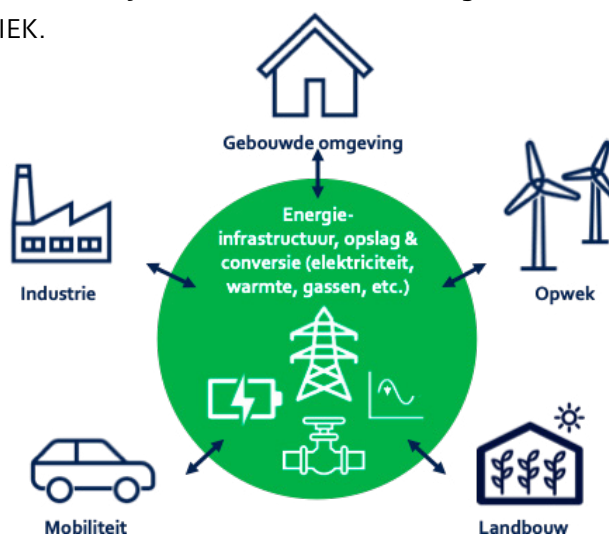 IEK.
Gebouwde omgeving
Energie-
infrastructuur, opslag &
conversie (elektriciteit,
warmte, gassen, etc.)
Industrie
Opwek
Mobiliteit
Landbouw